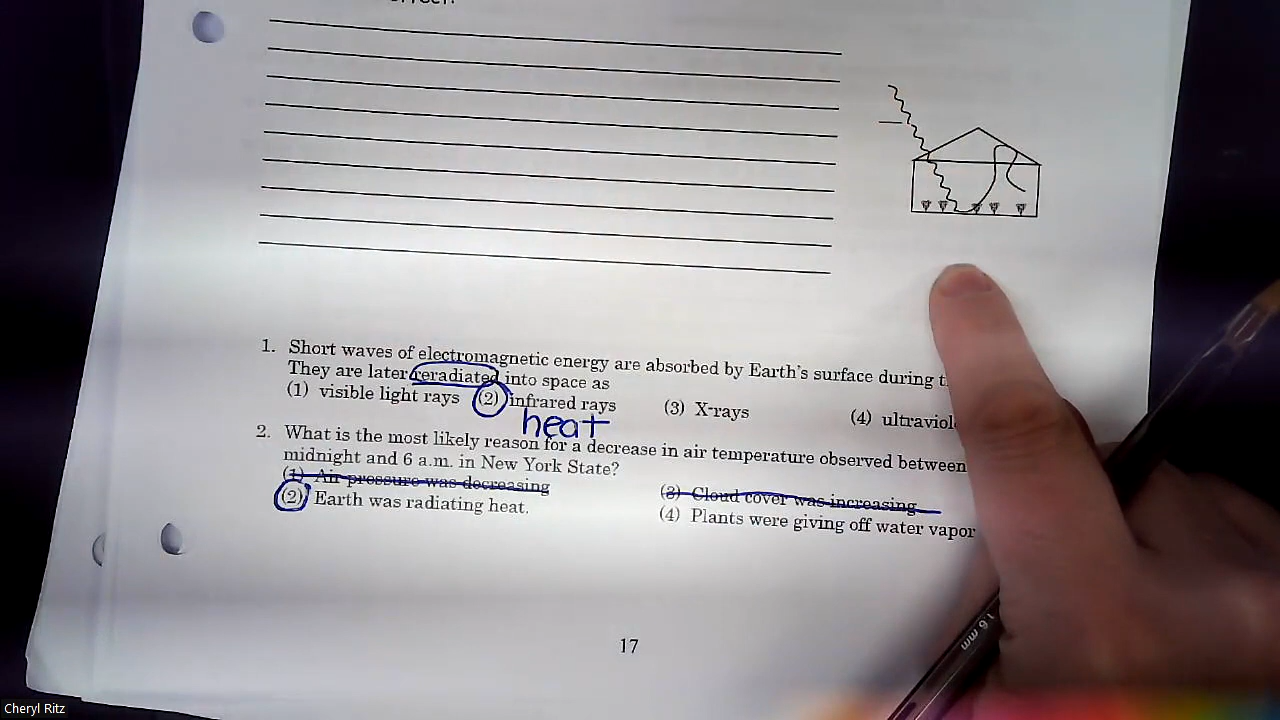 1. Short waves of electromagnetic energy are absorbed by Earth's surface during
They are later reradiated into space as
(1) visible light rays (2) infrared rays (3) X-rays (4)
heat
2. What is the most likely reason for a decrease in air temperature observed between
midnight and 6 a.m. in New York State?
(1) Air pressure was decreasing (3) Cloud cover was increasing
(2) Earth was radiating heat. (4) Plants were giving off water vapor
17
1.6 mm
Cheryl Ritz